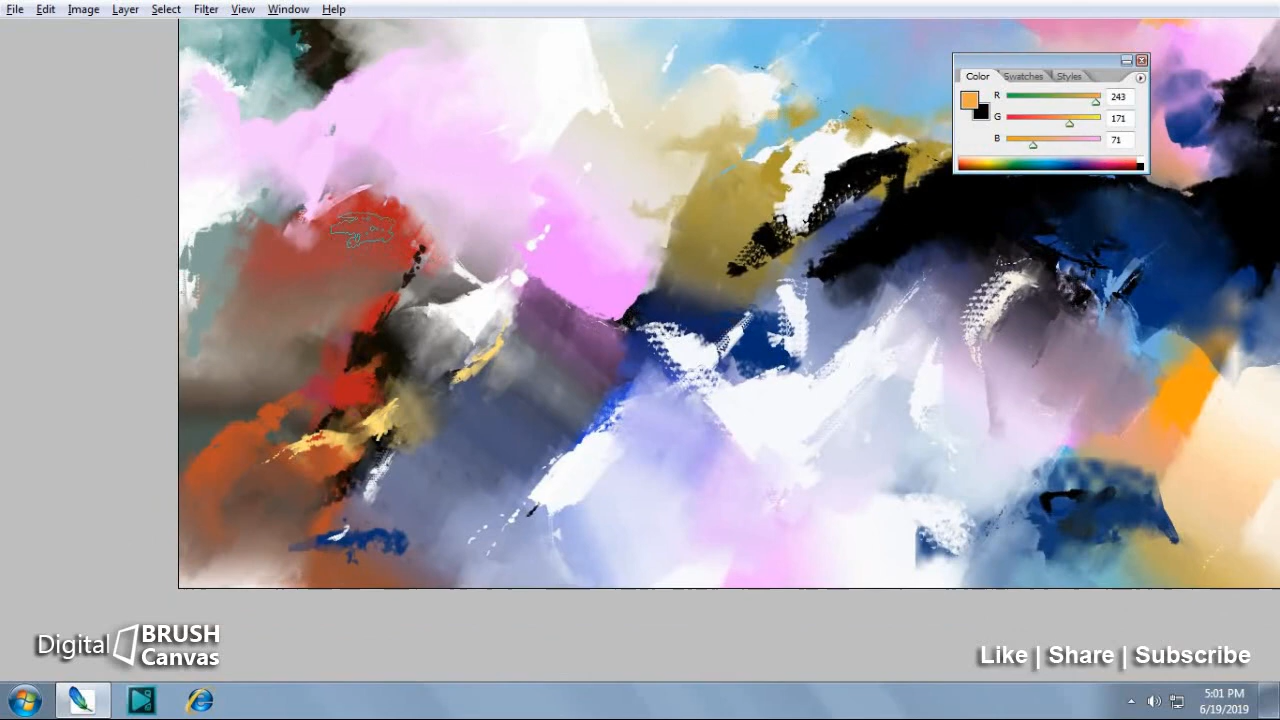 File Edit Image Layer Select Filter View Window Help
Color Swatches Styles
R 243
G 171
B 71
Digital BRUSH
Canvas
Like | Share | Subscribe
5:01 PM
6/19/2019